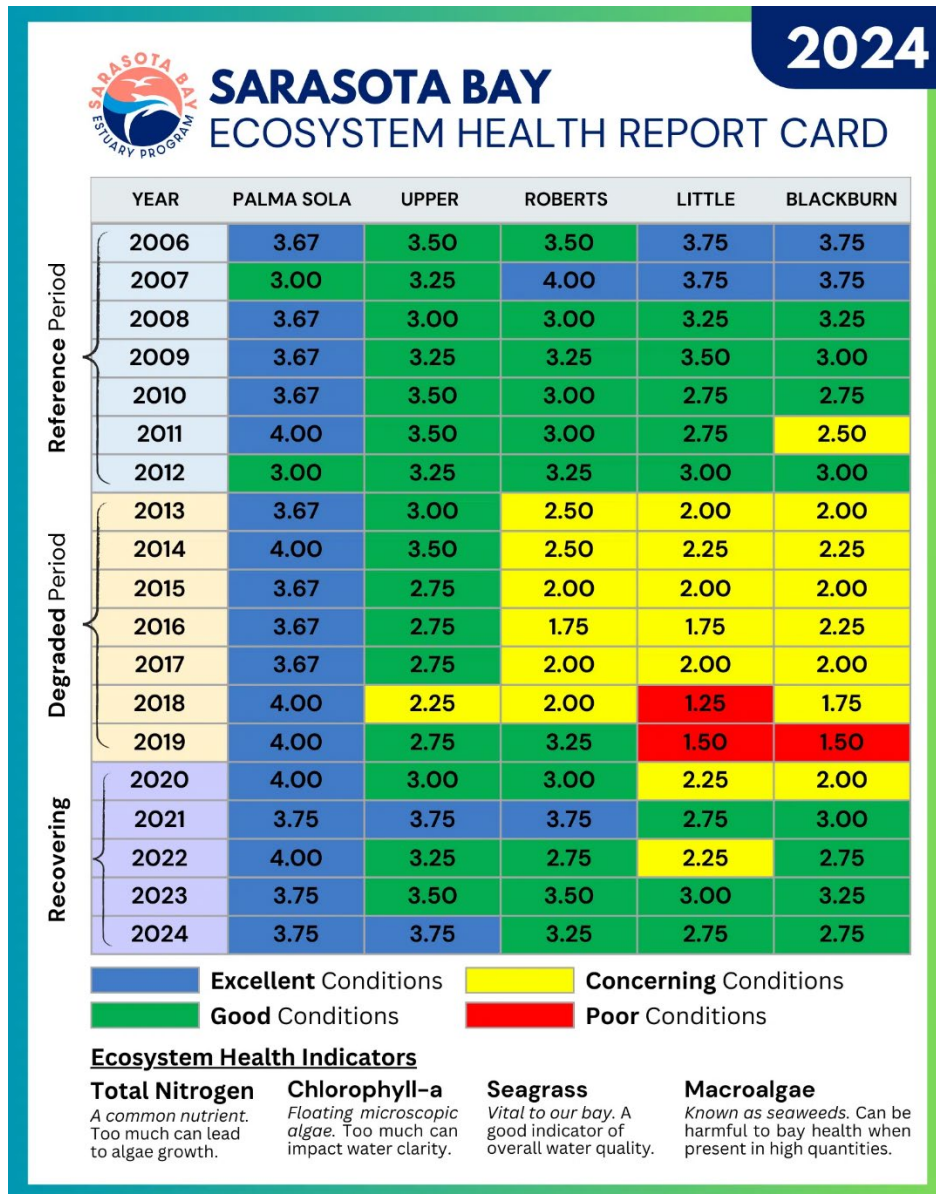 2024
SARASOTA BAY
ESTUARY PROGRAM
SARASOTA BAY
ECOSYSTEM HEALTH REPORT CARD
YEAR PALMA SOLA UPPER ROBERTS LITTLE BLACKBURN
Reference Period
2006 3.67 3.50 3.50 3.75 3.75
2007 3.00 3.25 4.00 3.75 3.75
2008 3.67 3.00 3.00 3.25 3.25
2009 3.67 3.25 3.25 3.50 3.00
2010 3.67 3.50 3.00 2.75 2.75
2011 4.00 3.50 3.00 2.75 2.50
2012 3.00 3.25 3.25 3.00 3.00
Degraded Period
2013 3.67 3.00 2.50 2.00 2.00
2014 4.00 3.50 2.50 2.25 2.25
2015 3.67 2.75 2.00 2.00 2.00
2016 3.67 2.75 1.75 1.75 2.25
2017 3.67 2.75 2.00 2.00 2.00
2018 4.00 2.25 2.00 1.25 1.75
2019 4.00 2.75 3.25 1.50 1.50
Recovering
2020 4.00 3.00 3.00 2.25 2.00
2021 3.75 3.75 3.75 2.75 3.00
2022 4.00 3.25 2.75 2.25 2.75
2023 3.75 3.50 3.50 3.00 3.25
2024 3.75 3.75 3.25 2.75 2.75
Excellent Conditions
Concerning Conditions
Good Conditions
Poor Conditions
Ecosystem Health Indicators
Total Nitrogen
A common nutrient.
Too much can lead
to algae growth.
Chlorophyll-a
Floating microscopic
algae. Too much can
impact water clarity.
Seagrass
Vital to our bay. A
good indicator of
overall water quality.
Macroalgae
Known as seaweeds. Can be
harmful to bay health when
present in high quantities.